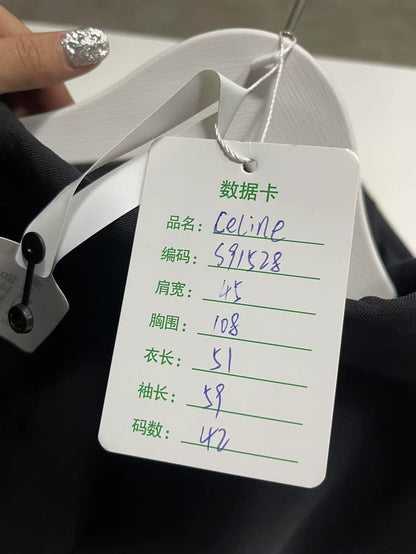 数据卡
品名: Celine
编码: S91528
肩宽: 45
胸围: 108
衣长: 51
袖长: 59
码数: 42